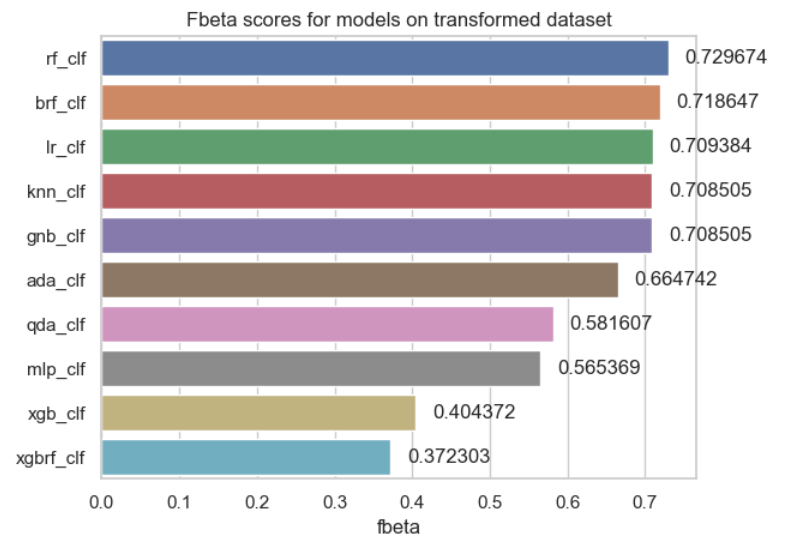 Fbeta scores for models on transformed dataset
rf_clf 0.729674
brf_clf 0.718647
lr_clf 0.709384
knn_clf 0.708505
gnb_clf 0.708505
ada_clf 0.664742
qda_clf 0.581607
mlp_clf 0.565369
xgb_clf 0.404372
xgbrf_clf 0.372303
0.0 0.1 0.2 0.3 0.4 0.5 0.6 0.7
fbeta